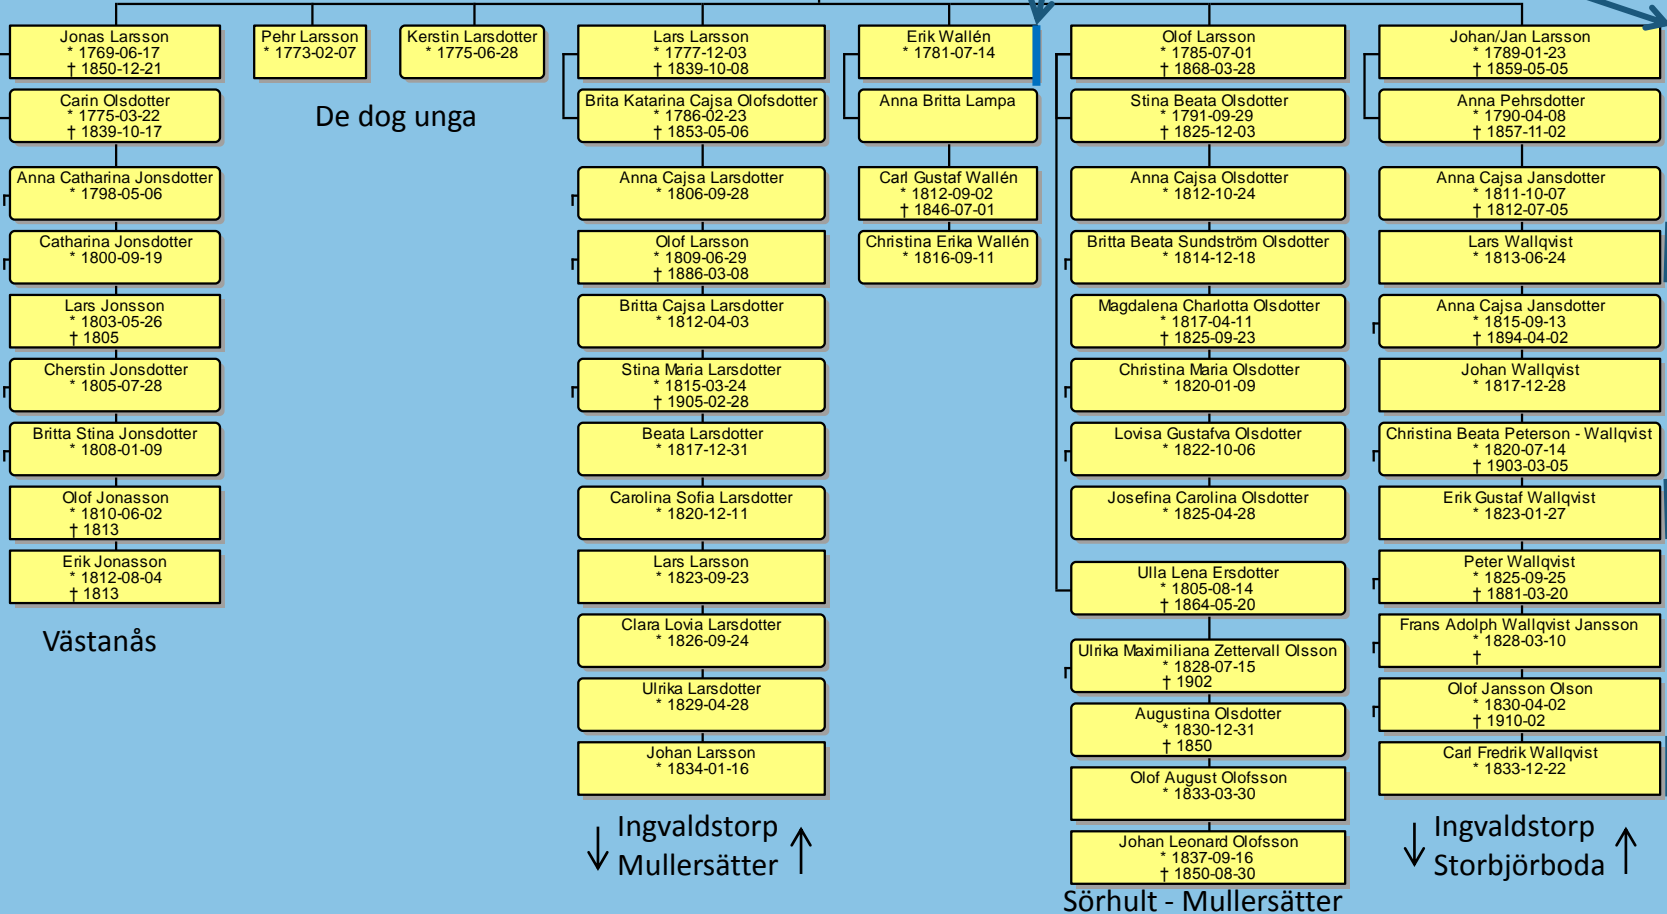 Jonas Larsson
* 1769-06-17
† 1850-12-21
Carin Olsdotter
* 1775-03-22
† 1839-10-17
Anna Catharina Jonsdotter
* 1798-05-06
Catharina Jonsdotter
* 1800-09-19
Lars Jonsson
* 1803-05-26
† 1805
Cherstin Jonsdotter
* 1805-07-28
Britta Stina Jonsdotter
* 1808-01-09
Olof Jonasson
* 1810-06-02
† 1813
Erik Jonasson
* 1812-08-04
† 1813
Västanås
Pehr Larsson
* 1773-02-07
Kerstin Larsdotter
* 1775-06-28
De dog unga
Lars Larsson
* 1777-12-03
† 1839-10-08
Brita Katarina Cajsa Olofsdotter
* 1786-02-23
† 1853-05-06
Anna Cajsa Larsdotter
* 1806-09-28
Olof Larsson
* 1809-06-29
† 1886-03-08
Britta Cajsa Larsdotter
* 1812-04-03
Stina Maria Larsdotter
* 1815-03-24
† 1905-02-28
Beata Larsdotter
* 1817-12-31
Carolina Sofia Larsdotter
* 1820-12-11
Lars Larsson
* 1823-09-23
Clara Lovia Larsdotter
* 1826-09-24
Ulrika Larsdotter
* 1829-04-28
Johan Larsson
* 1834-01-16
↓ Ingvaldstorp ↑
Mullersätter
Erik Wallén
* 1781-07-14
Anna Britta Lampa
Carl Gustaf Wallén
* 1812-09-02
† 1846-07-01
Christina Erika Wallén
* 1816-09-11
Olof Larsson
* 1785-07-01
† 1868-03-28
Stina Beata Olsdotter
* 1791-09-29
† 1825-12-03
Anna Cajsa Olsdotter
* 1812-10-24
Britta Beata Sundström Olsdotter
* 1814-12-18
Magdalena Charlotta Olsdotter
* 1817-04-11
† 1825-09-23
Christina Maria Olsdotter
* 1820-01-09
Lovisa Gustafva Olsdotter
* 1822-10-06
Josefina Carolina Olsdotter
* 1825-04-28
Ulla Lena Ersdotter
* 1805-08-14
† 1864-05-20
Ulrika Maximiliana Zettervall Olsson
* 1828-07-15
† 1902
Augustina Olsdotter
* 1830-12-31
† 1850
Olof August Olofsson
* 1833-03-30
Johan Leonard Olofsson
* 1837-09-16
† 1850-08-30
Sörhult - Mullersätter
Johan/Jan Larsson
* 1789-01-23
† 1859-05-05
Anna Pehrsdotter
* 1790-04-08
† 1857-11-02
Anna Cajsa Jansdotter
* 1811-10-07
† 1812-07-05
Lars Wallqvist
* 1813-06-24
Anna Cajsa Jansdotter
* 1815-09-13
† 1894-04-02
Johan Wallqvist
* 1817-12-28
Christina Beata Peterson - Wallqvist
* 1820-07-14
† 1903-03-05
Erik Gustaf Wallqvist
* 1823-01-27
Peter Wallqvist
* 1825-09-25
† 1881-03-20
Frans Adolph Wallqvist Jansson
* 1828-03-10
†
Olof Jansson Olson
* 1830-04-02
† 1910-02
Carl Fredrik Wallqvist
* 1833-12-22
↓ Ingvaldstorp ↑
Storbjörboda